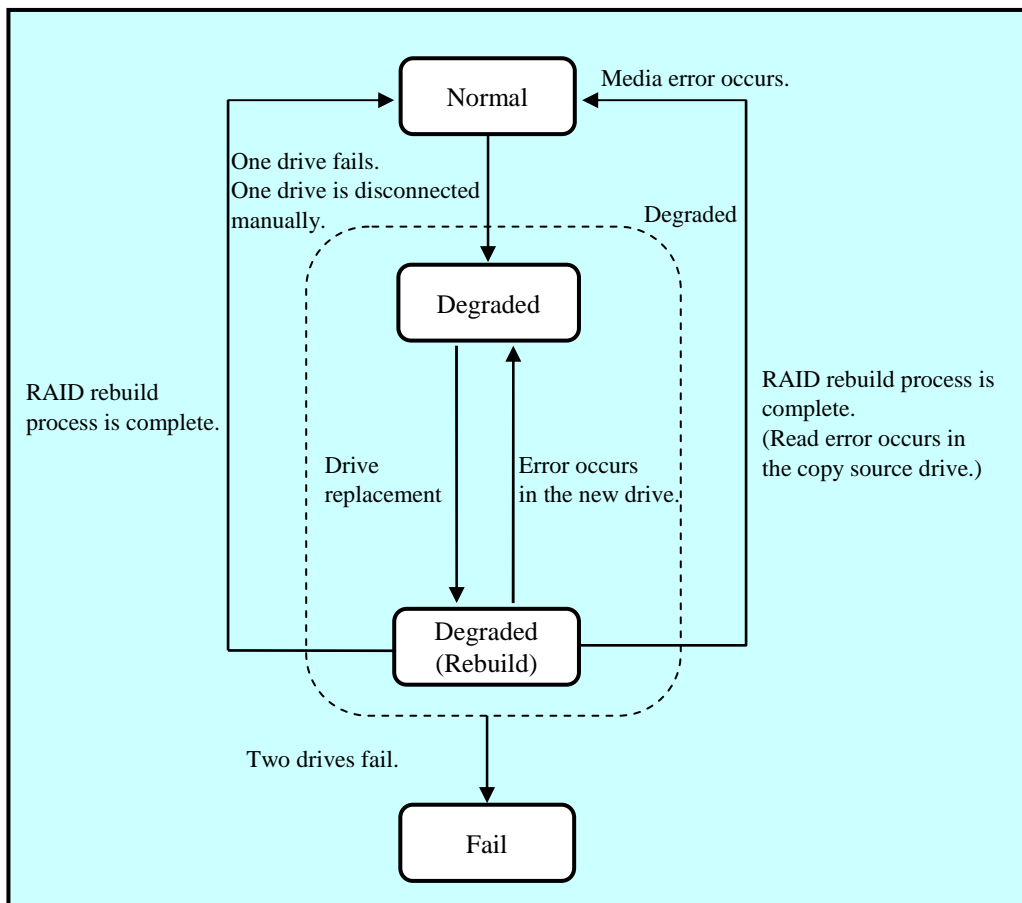 Normal
Media error occurs.
One drive fails.
One drive is disconnected
manually.
Degraded
Degraded
RAID rebuild
process is complete.
RAID rebuild process is
complete.
(Read error occurs in
the copy source drive.)
Drive
replacement
Error occurs
in the new drive.
Degraded
(Rebuild)
Two drives fail.
Fail